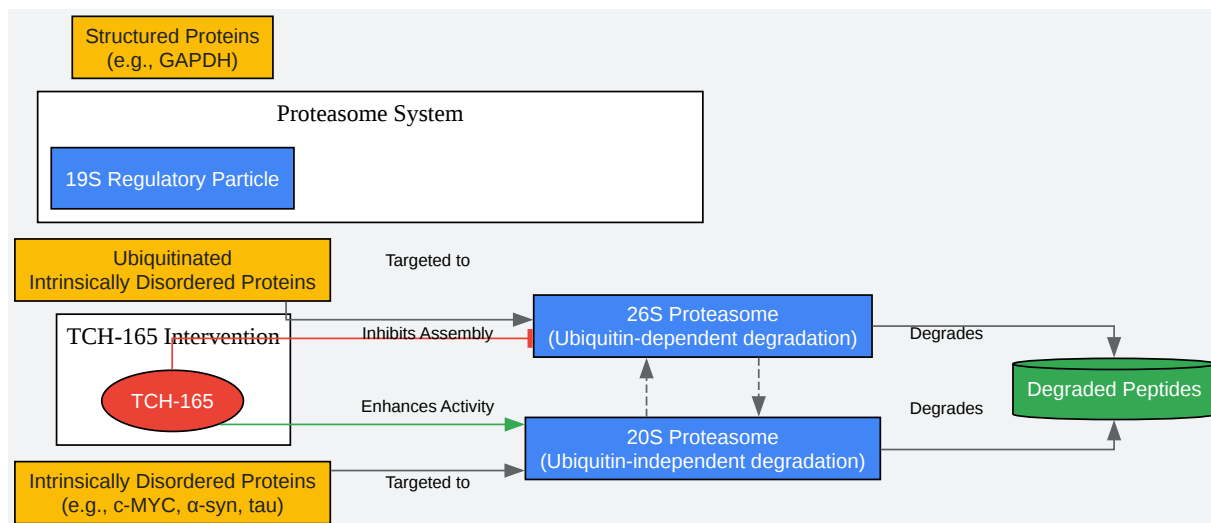 Structured Proteins
(e.g., GAPDH)
Proteasome System
19S Regulatory Particle
Ubiquitinated
Intrinsically Disordered Proteins
Targeted to
TCH-165 Intervention
Inhibits Assembly
26S Proteasome
(Ubiquitin-dependent degradation)
Degrades
Degraded Peptides
TCH-165
Enhances Activity
20S Proteasome
(Ubiquitin-independent degradation)
Degrades
Intrinsically Disordered Proteins
(e.g., c-MYC, α-syn, tau)
Targeted to